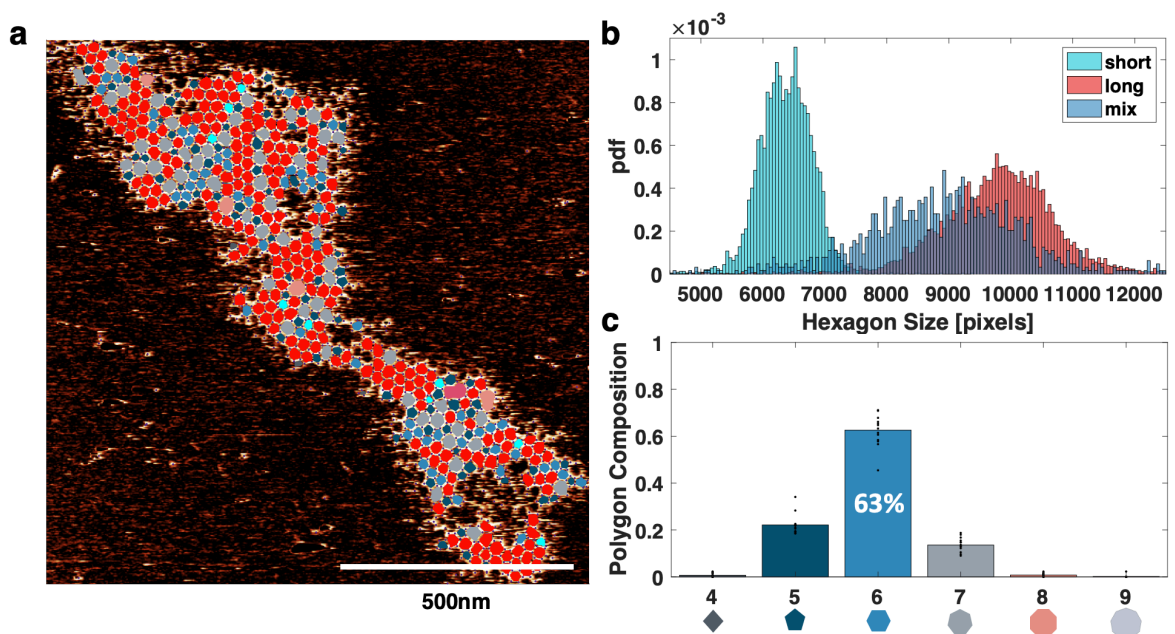 a
500nm
b
×10⁻³
1
0.8
0.6
0.4
0.2
0
pdf
short
long
mix
5000 6000 7000 8000 9000 10000 11000 12000
Hexagon Size [pixels]
c
1
0.8
0.6
0.4
0.2
0
Polygon Composition
63%
4 5 6 7 8 9